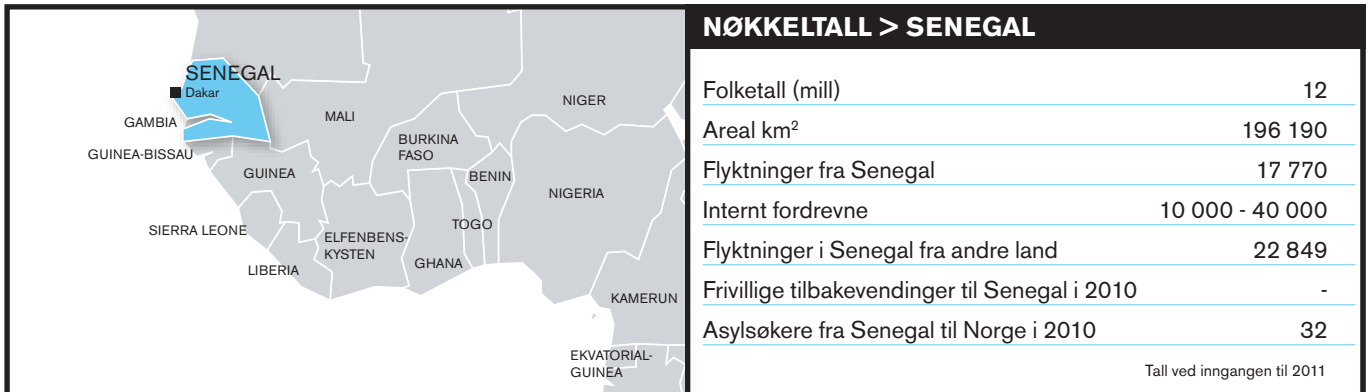 SENEGAL
Dakar
GAMBIA
GUINEA-BISSAU
GUINEA
SIERRA LEONE
LIBERIA
MALI
BURKINA
FASO
ELFENBENS-
KYSTEN
GHANA
TOGO
BENIN
NIGER
NIGERIA
KAMERUN
EKVATORIAL-
GUINEA
NØKKELTALL > SENEGAL
Folketall (mill) 12
Areal km² 196 190
Flyktninger fra Senegal 17 770
Internt fordrevne 10 000 - 40 000
Flyktninger i Senegal fra andre land 22 849
Frivillige tilbakevendinger til Senegal i 2010 -
Asylsøkere fra Senegal til Norge i 2010 32
Tall ved inngangen til 2011